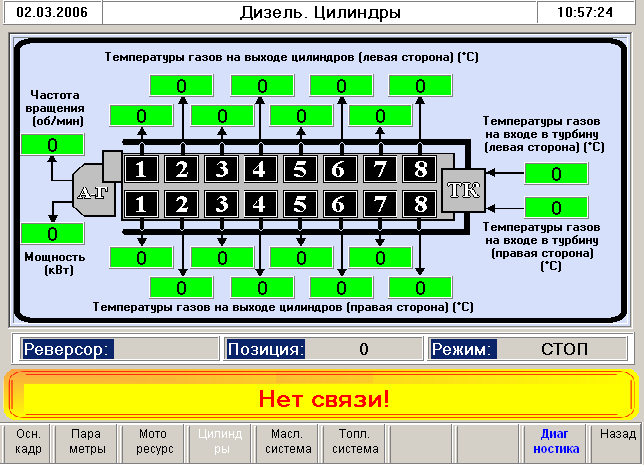 02.03.2006
Дизель. Цилиндры
10:57:24
Температуры газов на выходе цилиндров (левая сторона) (°C)
0 0 0 0
0 0 0 0
Частота
вращения
(об/мин)
0
Температуры газов
на входе в турбину
(левая сторона) (°C)
0
1 2 3 4 5 6 7 8
А.Г
ТК
1 2 3 4 5 6 7 8
0
0
Мощность
(кВт)
Температуры газов
на входе в турбину
(правая сторона)
(°C)
0 0 0 0
0 0 0 0
Температуры газов на выходе цилиндров (правая сторона) (°C)
Реверсор:
Позиция: 0
Режим: СТОП
Нет связи!
Осн.
кадр
Пара
метры
Мото
ресурс
Цилинд
ры
Масл.
система
Топл.
система
Диаг
ностика
Назад